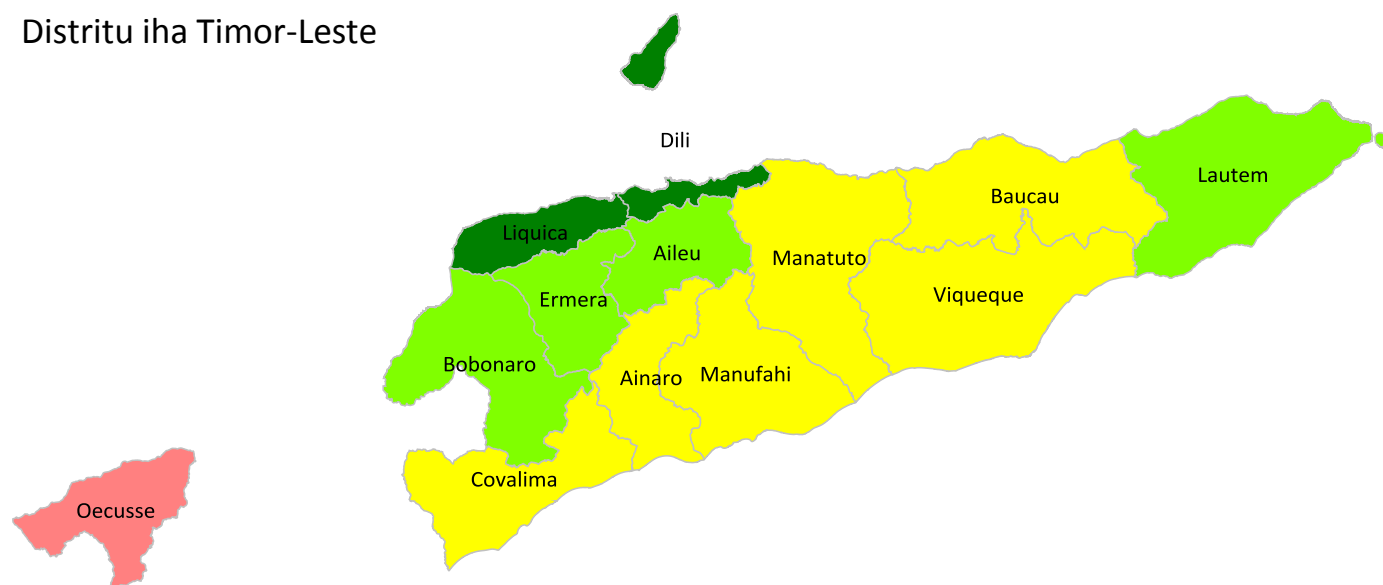 Distritu iha Timor-Leste
Dili
Lautem
Baucau
Liquica
Aileu
Manatuto
Viqueque
Ermera
Bobonaro
Ainaro
Manufahi
Covalima
Oecusse